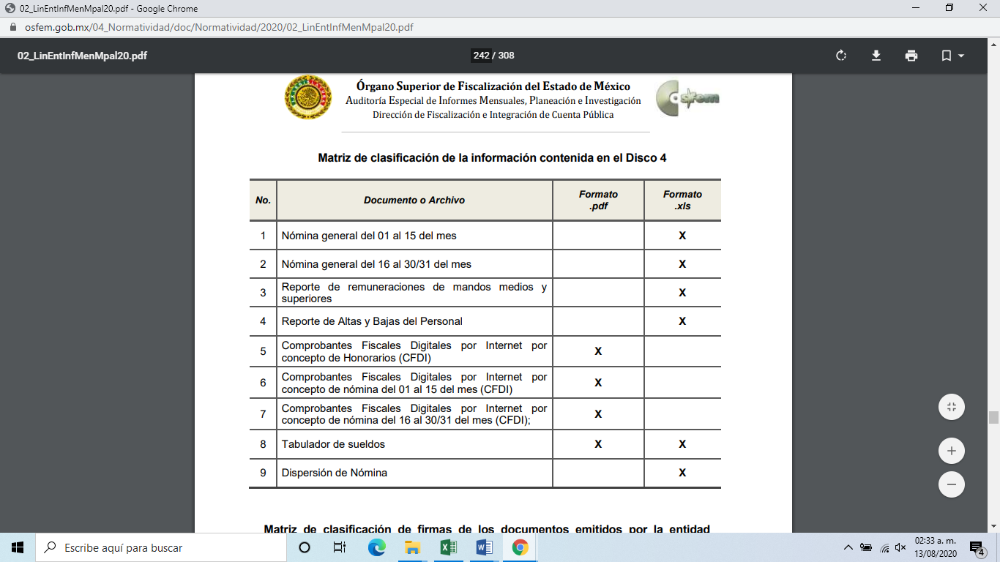 02_LinEntInfMenMpal20.pdf - Google Chrome
osfem.gob.mx/04_Normatividad/doc/Normatividad/2020/02_LinEntInfMenMpal20.pdf
02_LinEntInfMenMpal20.pdf
242 / 308
Órgano Superior de Fiscalización del Estado de México
Auditoría Especial de Informes Mensuales, Planeación e Investigación
Dirección de Fiscalización e Integración de Cuenta Pública
osfem
Matriz de clasificación de la información contenida en el Disco 4
No. Documento o Archivo Formato .pdf Formato .xls
1 Nómina general del 01 al 15 del mes X
2 Nómina general del 16 al 30/31 del mes X
3 Reporte de remuneraciones de mandos medios y
superiores X
4 Reporte de Altas y Bajas del Personal X
5 Comprobantes Fiscales Digitales por Internet por
concepto de Honorarios (CFDI) X
6 Comprobantes Fiscales Digitales por Internet por
concepto de nómina del 01 al 15 del mes (CFDI) X
7 Comprobantes Fiscales Digitales por Internet por
concepto de nómina del 16 al 30/31 del mes (CFDI); X
8 Tabulador de sueldos X X
9 Dispersión de Nómina X
Matriz de clasificación de firmas de los documentos emitidos por la entidad
Escribe aquí para buscar
02:33 a. m.
13/08/2020
4